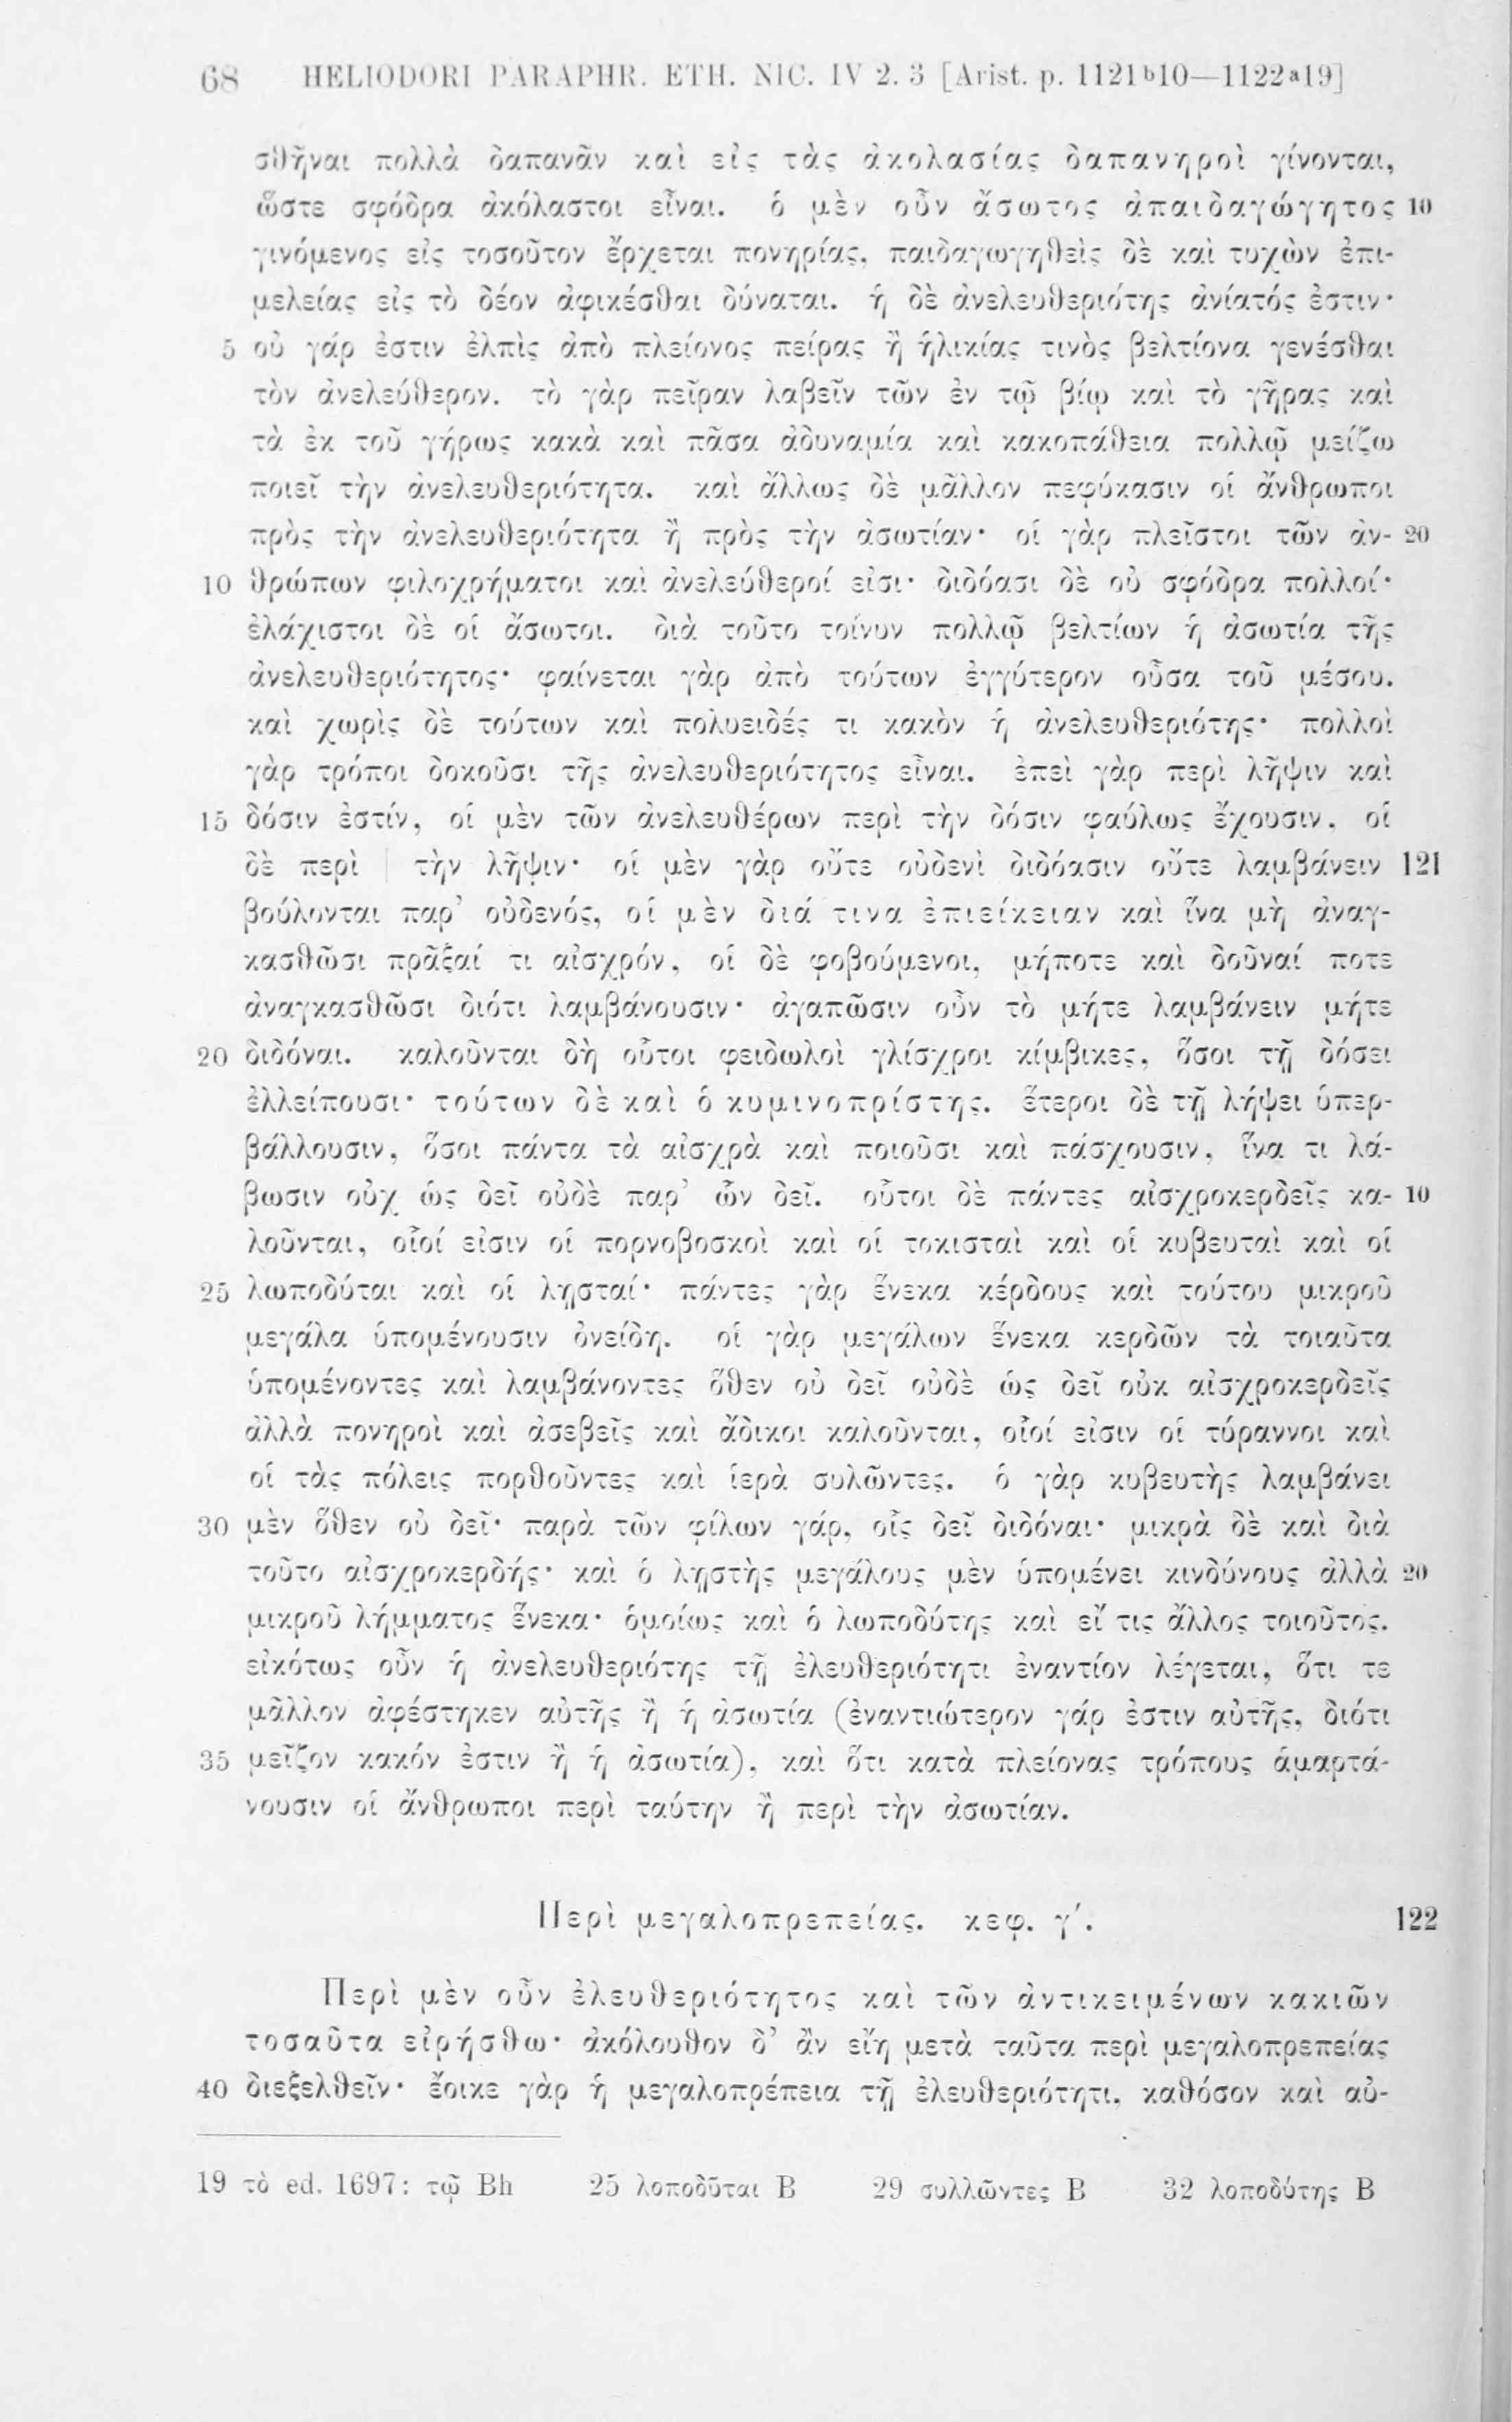 68 HELIODORI PARAPHR. ETH. NIC. IV 2. 3 [Arist. p. 1121ᵇ10—1122ᵃ19]
σθῆναι πολλὰ δαπανᾶν καὶ εἰς τὰς ἀκολασίας δαπανηροὶ γίνονται,
ὥστε σφόδρα ἀκόλαστοι εἶναι. ὁ μὲν οὖν ἄσωτος ἀπαιδαγώγητος 10
γινόμενος εἰς τοσοῦτον ἔρχεται πονηρίας, παιδαγωγηθεὶς δὲ καὶ τυχὼν ἐπι-
μελείας εἰς τὸ δέον ἀφικέσθαι δύναται. ἡ δὲ ἀνελευθεριότης ἀνίατός ἐστιν·
5 οὐ γάρ ἐστιν ἐλπὶς ἀπὸ πλείονος πείρας ἢ ἡλικίας τινὸς βελτίονα γενέσθαι
τὸν ἀνελεύθερον. τὸ γὰρ πεῖραν λαβεῖν τῶν ἐν τῷ βίῳ καὶ τὸ γῆρας καὶ
τὰ ἐκ τοῦ γήρως κακὰ καὶ πᾶσα ἀδυναμία καὶ κακοπάθεια πολλῷ μείζω
ποιεῖ τὴν ἀνελευθεριότητα. καὶ ἄλλως δὲ μᾶλλον πεφύκασιν οἱ ἄνθρωποι
πρὸς τὴν ἀνελευθεριότητα ἢ πρὸς τὴν ἀσωτίαν· οἱ γὰρ πλεῖστοι τῶν ἀν- 20
10 θρώπων φιλοχρήματοι καὶ ἀνελεύθεροί εἰσι· διδόασι δὲ οὐ σφόδρα πολλοί·
ἐλάχιστοι δὲ οἱ ἄσωτοι. διὰ τοῦτο τοίνυν πολλῷ βελτίων ἡ ἀσωτία τῆς
ἀνελευθεριότητος· φαίνεται γὰρ ἀπὸ τούτων ἐγγύτερον οὖσα τοῦ μέσου.
καὶ χωρὶς δὲ τούτων καὶ πολυειδές τι κακὸν ἡ ἀνελευθεριότης· πολλοὶ
γὰρ τρόποι δοκοῦσι τῆς ἀνελευθεριότητος εἶναι. ἐπεὶ γὰρ περὶ λῆψιν καὶ
15 δόσιν ἐστίν, οἱ μὲν τῶν ἀνελευθέρων περὶ τὴν δόσιν φαύλως ἔχουσιν, οἱ
δὲ περὶ | τὴν λῆψιν· οἱ μὲν γὰρ οὔτε οὐδενὶ διδόασιν οὔτε λαμβάνειν 121
βούλονται παρ’ οὐδενός, οἱ μὲν διά τινα ἐπιείκειαν καὶ ἵνα μὴ ἀναγ-
κασθῶσι πρᾶξαί τι αἰσχρόν, οἱ δὲ φοβούμενοι, μήποτε καὶ δοῦναί ποτε
ἀναγκασθῶσι διότι λαμβάνουσιν· ἀγαπῶσιν οὖν τὸ μήτε λαμβάνειν μήτε
20 διδόναι. καλοῦνται δὴ οὗτοι φειδωλοὶ γλίσχροι κίμβικες, ὅσοι τῇ δόσει
ἐλλείπουσι· τούτων δὲ καὶ ὁ κυμινοπρίστης. ἕτεροι δὲ τῇ λήψει ὑπερ-
βάλλουσιν, ὅσοι πάντα τὰ αἰσχρὰ καὶ ποιοῦσι καὶ πάσχουσιν, ἵνα τι λά-
βωσιν οὐχ ὡς δεῖ οὐδὲ παρ’ ὧν δεῖ. οὗτοι δὲ πάντες αἰσχροκερδεῖς κα- 10
λοῦνται, οἷοί εἰσιν οἱ πορνοβοσκοὶ καὶ οἱ τοκισταὶ καὶ οἱ κυβευταὶ καὶ οἱ
25 λωποδύται καὶ οἱ λῃσταί· πάντες γὰρ ἕνεκα κέρδους καὶ τούτου μικροῦ
μεγάλα ὑπομένουσιν ὀνείδη. οἱ γὰρ μεγάλων ἕνεκα κερδῶν τὰ τοιαῦτα
ὑπομένοντες καὶ λαμβάνοντες ὅθεν οὐ δεῖ οὐδὲ ὡς δεῖ οὐκ αἰσχροκερδεῖς
ἀλλὰ πονηροὶ καὶ ἀσεβεῖς καὶ ἄδικοι καλοῦνται, οἷοί εἰσιν οἱ τύραννοι καὶ
οἱ τὰς πόλεις πορθοῦντες καὶ ἱερὰ συλῶντες. ὁ γὰρ κυβευτὴς λαμβάνει
30 μὲν ὅθεν οὐ δεῖ· παρὰ τῶν φίλων γάρ, οἷς δεῖ διδόναι· μικρὰ δὲ καὶ διὰ
τοῦτο αἰσχροκερδής· καὶ ὁ λῃστὴς μεγάλους μὲν ὑπομένει κινδύνους ἀλλὰ 20
μικροῦ λήμματος ἕνεκα· ὁμοίως καὶ ὁ λωποδύτης καὶ εἴ τις ἄλλος τοιοῦτος.
εἰκότως οὖν ἡ ἀνελευθεριότης τῇ ἐλευθεριότητι ἐναντίον λέγεται, ὅτι τε
μᾶλλον ἀφέστηκεν αὐτῆς ἢ ἡ ἀσωτία (ἐναντιώτερον γάρ ἐστιν αὐτῆς, διότι
35 μεῖζον κακόν ἐστιν ἢ ἡ ἀσωτία), καὶ ὅτι κατὰ πλείονας τρόπους ἁμαρτά-
νουσιν οἱ ἄνθρωποι περὶ ταύτην ἢ περὶ τὴν ἀσωτίαν.
Περὶ μεγαλοπρεπείας. κεφ. γ′. 122
Περὶ μὲν οὖν ἐλευθεριότητος καὶ τῶν ἀντικειμένων κακιῶν
τοσαῦτα εἰρήσθω· ἀκόλουθον δ’ ἂν εἴη μετὰ ταῦτα περὶ μεγαλοπρεπείας
40 διεξελθεῖν· ἔοικε γὰρ ἡ μεγαλοπρέπεια τῇ ἐλευθεριότητι, καθόσον καὶ αὐ-
19 τὸ ed. 1697: τῷ Bh 25 λοποδῦται B 29 συλλῶντες B 32 λοποδύτης B